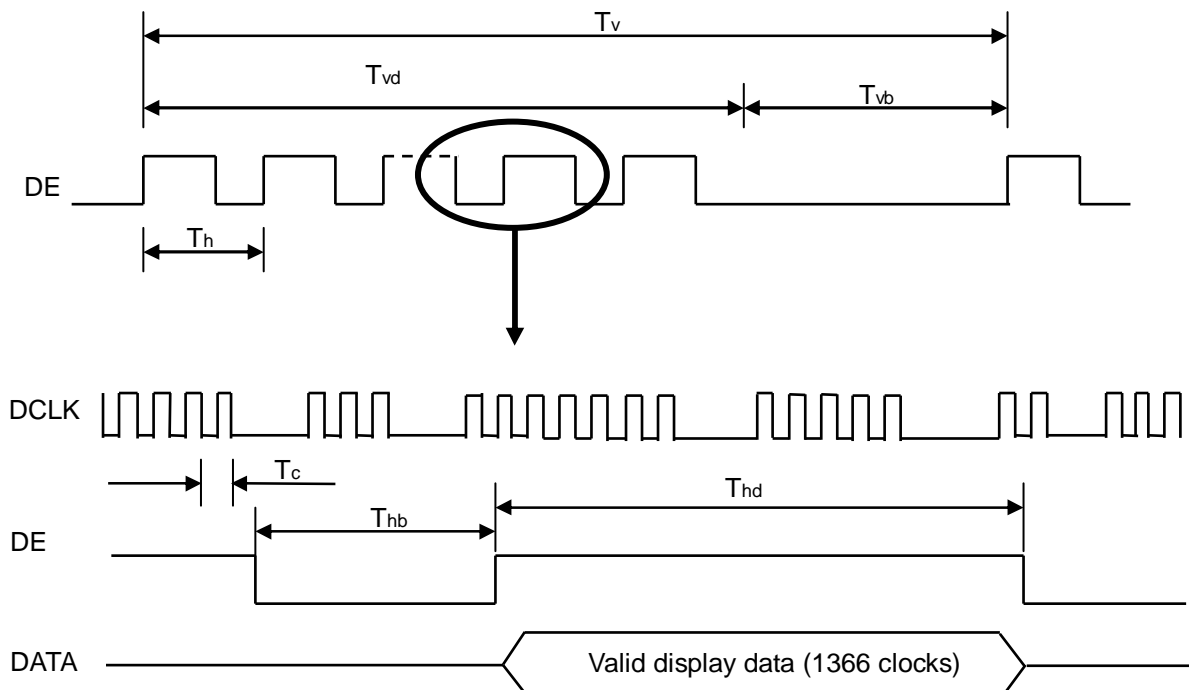 Tv
Tvd
Tvb
DE
Th
DCLK
Tc
Thd
Thb
DE
DATA
Valid display data (1366 clocks)